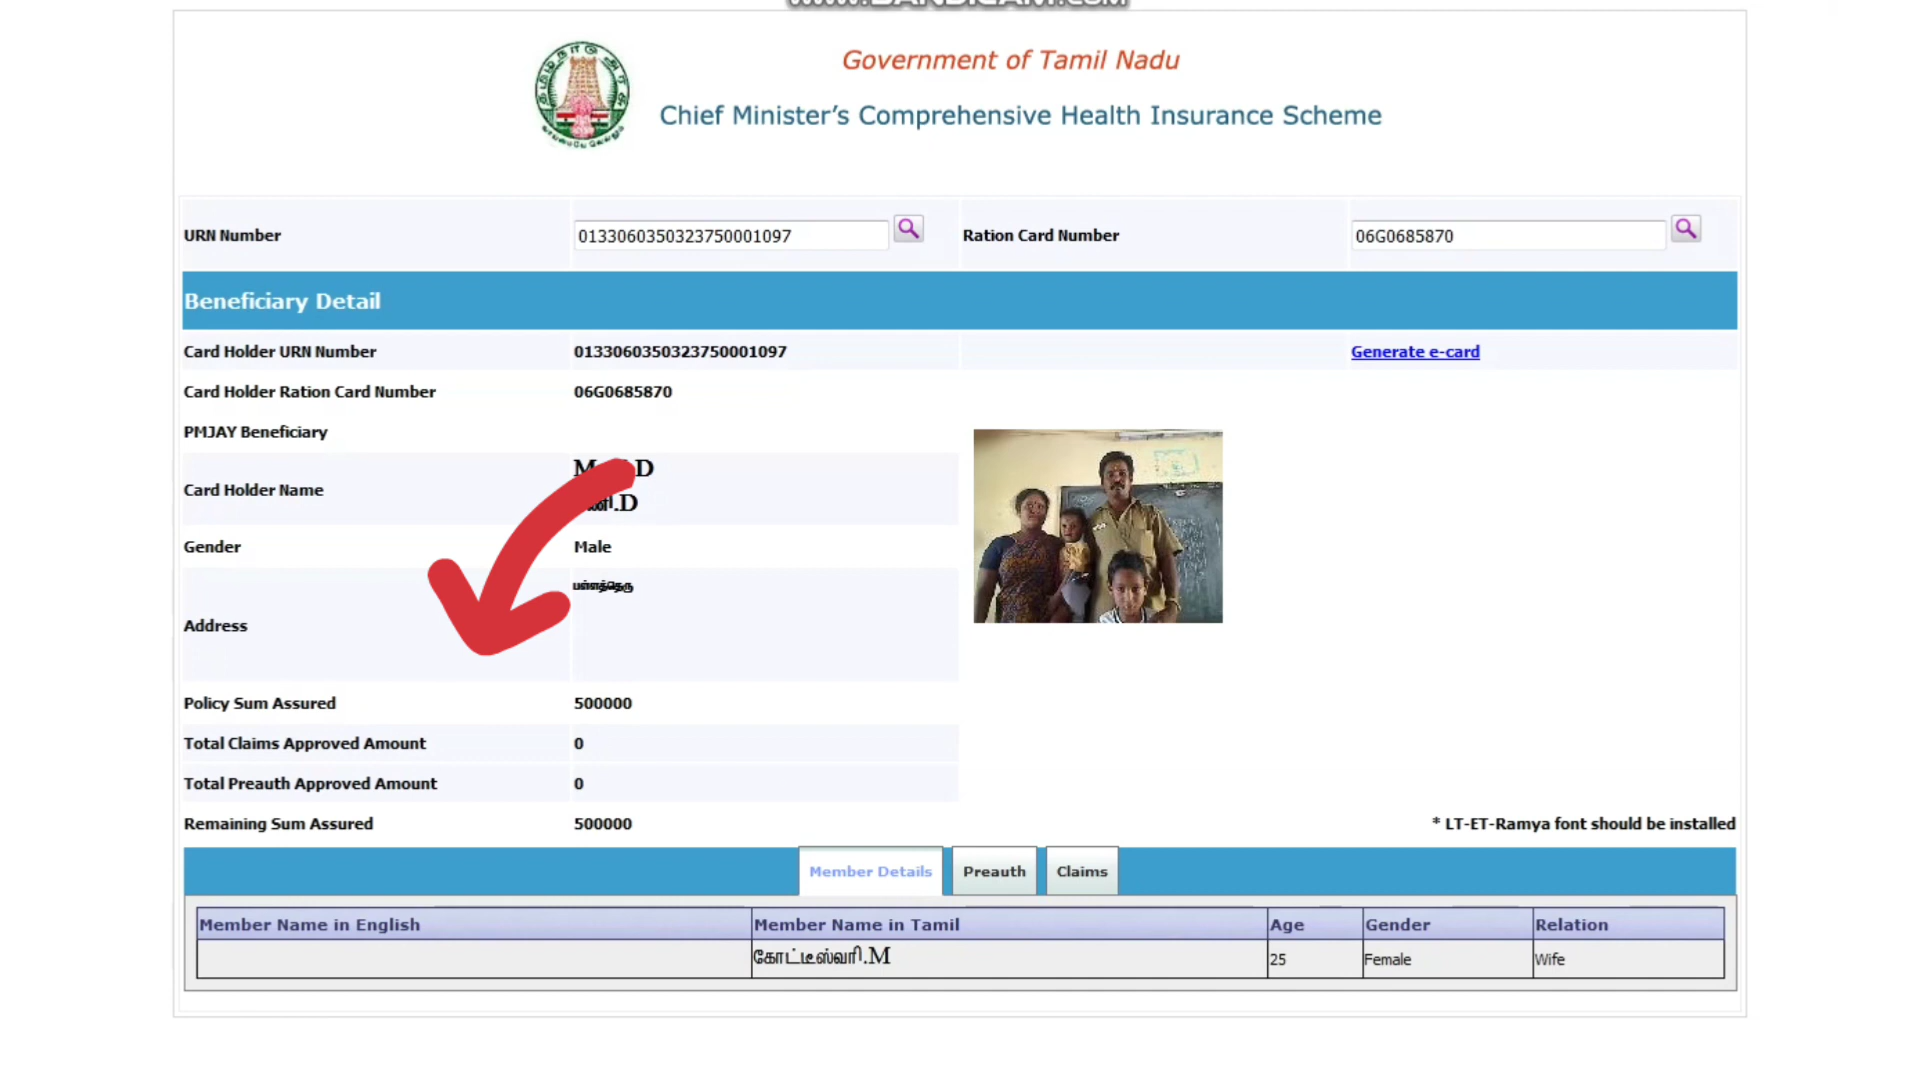 Government of Tamil Nadu
Chief Minister's Comprehensive Health Insurance Scheme
URN Number 0133060350323750001097 Ration Card Number 06G0685870
Beneficiary Detail
Card Holder URN Number 0133060350323750001097 Generate e-card
Card Holder Ration Card Number 06G0685870
PMJAY Beneficiary
Card Holder Name
Gender Male
பள்ளத்தெரு
Address
Policy Sum Assured 500000
Total Claims Approved Amount 0
Total Preauth Approved Amount 0
Remaining Sum Assured 500000 * LT-ET-Ramya font should be installed
Member Details Preauth Claims
Member Name in English Member Name in Tamil Age Gender Relation
கோட்டீஸ்வரி.M 25 Female Wife